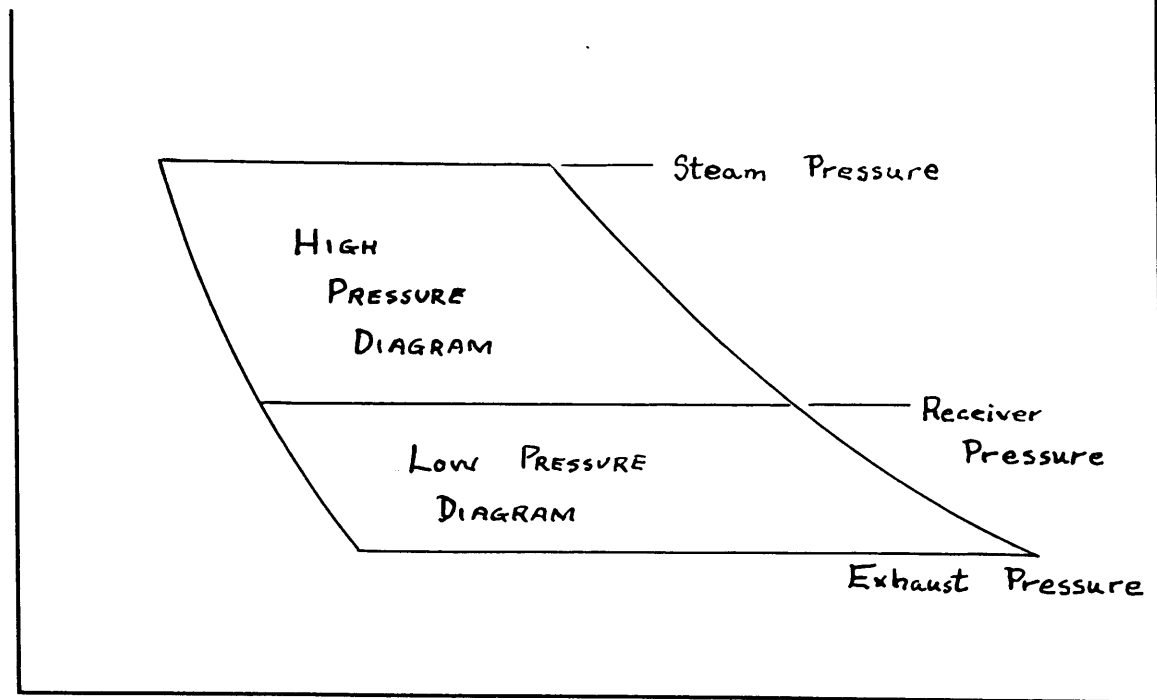 Steam Pressure
HIGH
PRESSURE
DIAGRAM
Receiver
Pressure
LOW PRESSURE
DIAGRAM
Exhaust Pressure